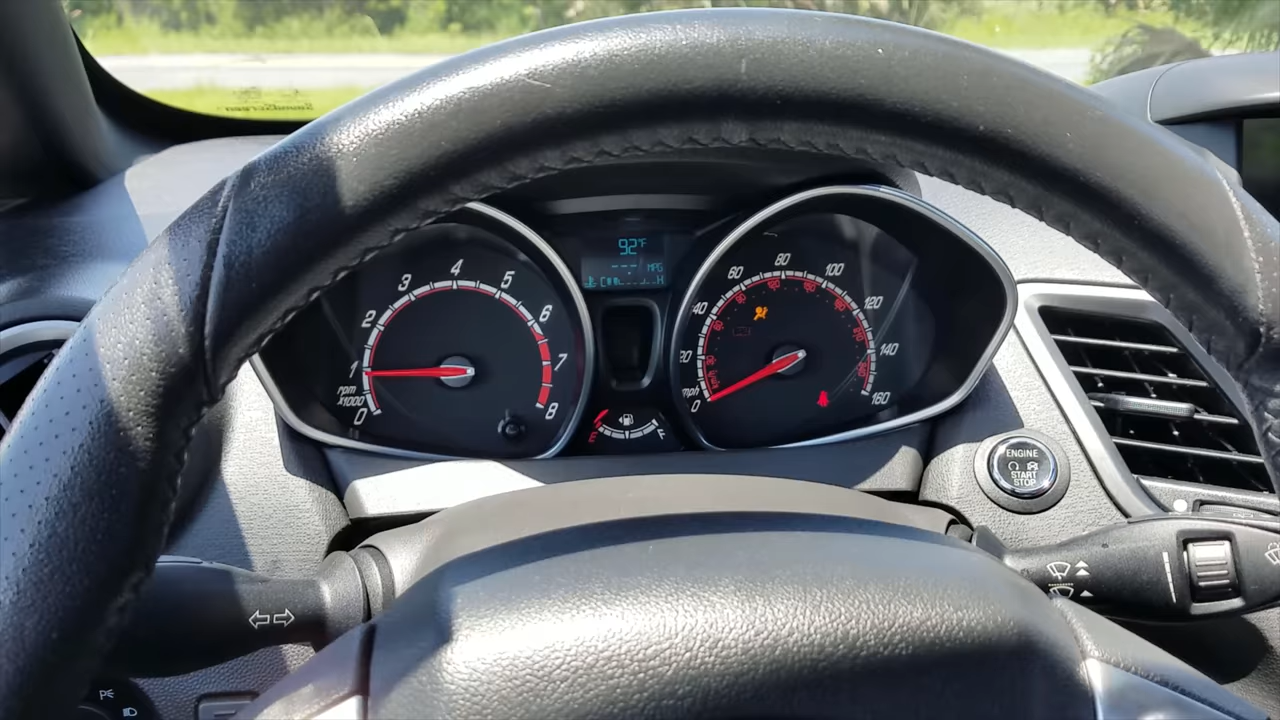 SoundScreen
92°F
--- MPG
C H
0 1 2 3 4 5 6 7 8
rpm
x1000
0 20 40 60 80 100 120 140 160
mph
E F
ENGINE
START
STOP